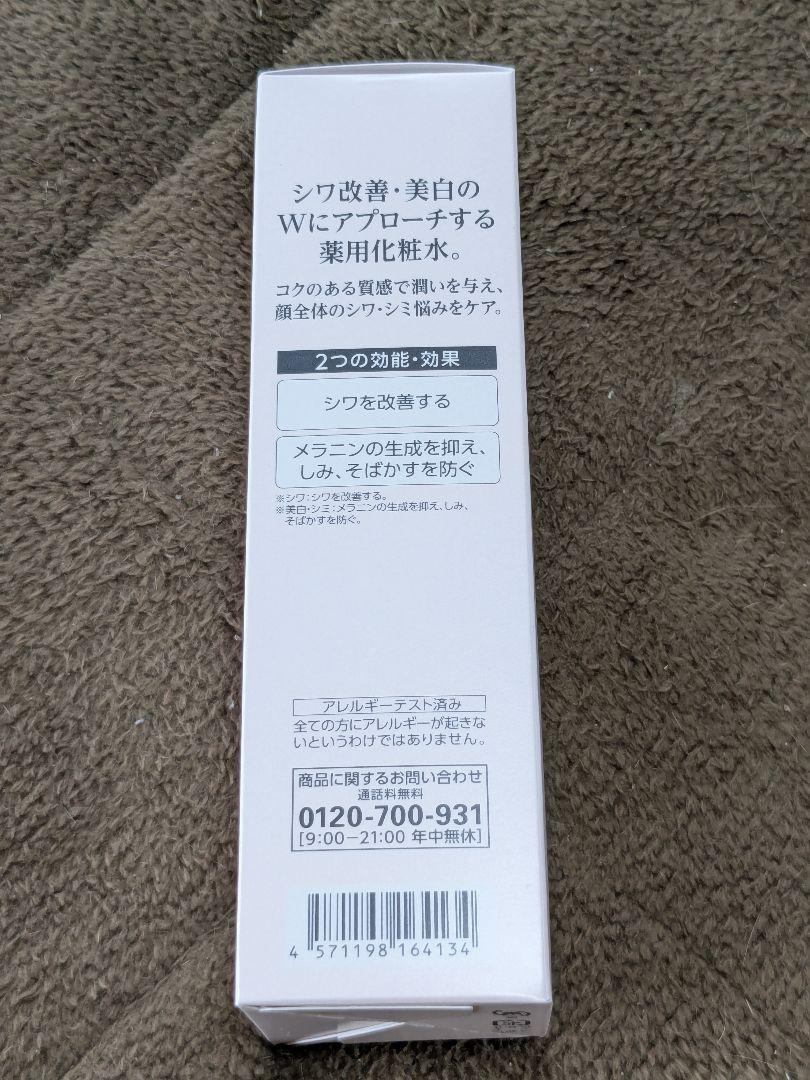 シワ改善・美白の
Wにアプローチする
薬用化粧水。
コクのある質感で潤いを与え、
顔全体のシワ・シミ悩みをケア。
2つの効能・効果
シワを改善する
メラニンの生成を抑え、
しみ、そばかすを防ぐ
※シワ:シワを改善する。
※美白・シミ:メラニンの生成を抑え、しみ、
そばかすを防ぐ。
アレルギーテスト済み
全ての方にアレルギーが起きな
いというわけではありません。
商品に関するお問い合わせ
通話料無料
0120-700-931
[9:00−21:00 年中無休]
4 571198 164134